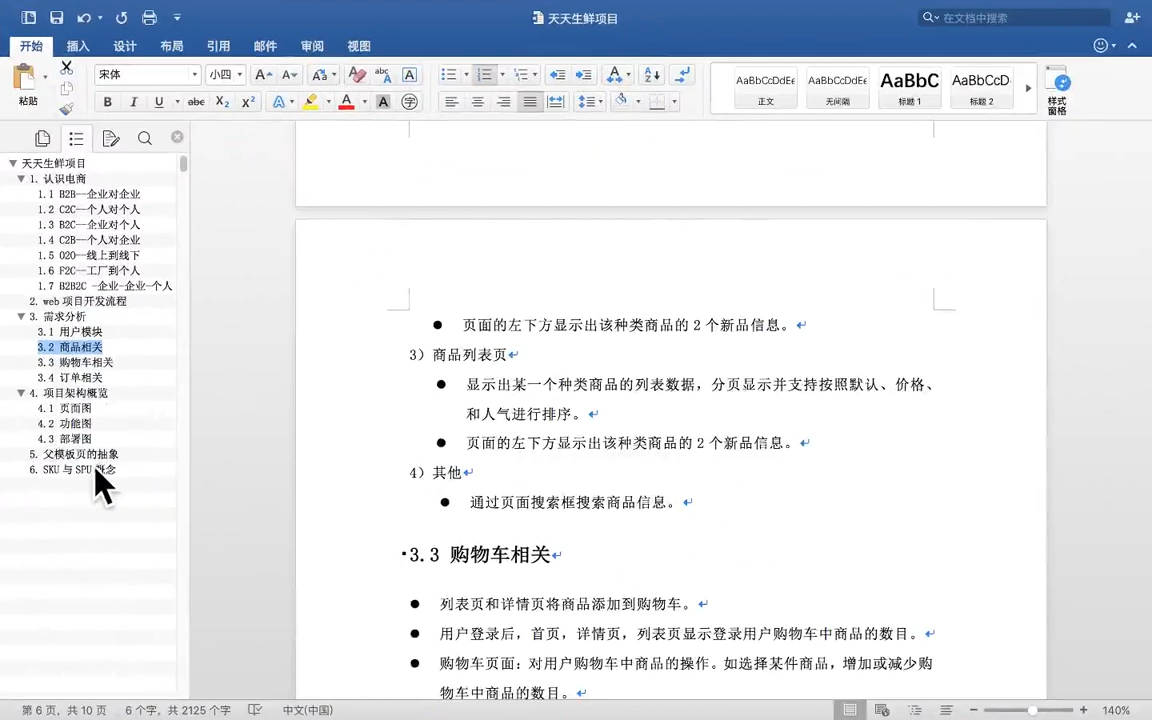 天天生鲜项目
在文档中搜索
开始 插入 设计 布局 引用 邮件 审阅 视图
粘贴
宋体 小四
AaBbCcDdEe AaBbCcDdEe AaBbC AaBbCcD
正文 无间隔 标题 1 标题 2
样式
窗格
天天生鲜项目
1. 认识电商
1.1 B2B--企业对企业
1.2 C2C--个人对个人
1.3 B2C--企业对个人
1.4 C2B--个人对企业
1.5 O2O--线上到线下
1.6 F2C--工厂到个人
1.7 B2B2C -企业-企业-个人
2. web 项目开发流程
3. 需求分析
3.1 用户模块
3.2 商品相关
3.3 购物车相关
3.4 订单相关
4. 项目架构概览
4.1 页面图
4.2 功能图
4.3 部署图
5. 父模板页的抽象
6. SKU 与 SPU 概念
● 页面的左下方显示出该种类商品的 2 个新品信息。
3）商品列表页
● 显示出某一个种类商品的列表数据，分页显示并支持按照默认、价格、
和人气进行排序。
● 页面的左下方显示出该种类商品的 2 个新品信息。
4）其他
● 通过页面搜索框搜索商品信息。
3.3 购物车相关
● 列表页和详情页将商品添加到购物车。
● 用户登录后，首页，详情页，列表页显示登录用户购物车中商品的数目。
● 购物车页面：对用户购物车中商品的操作。如选择某件商品，增加或减少购
物车中商品的数目。
第 6 页，共 10 页 6 个字，共 2125 个字 中文(中国) 140%